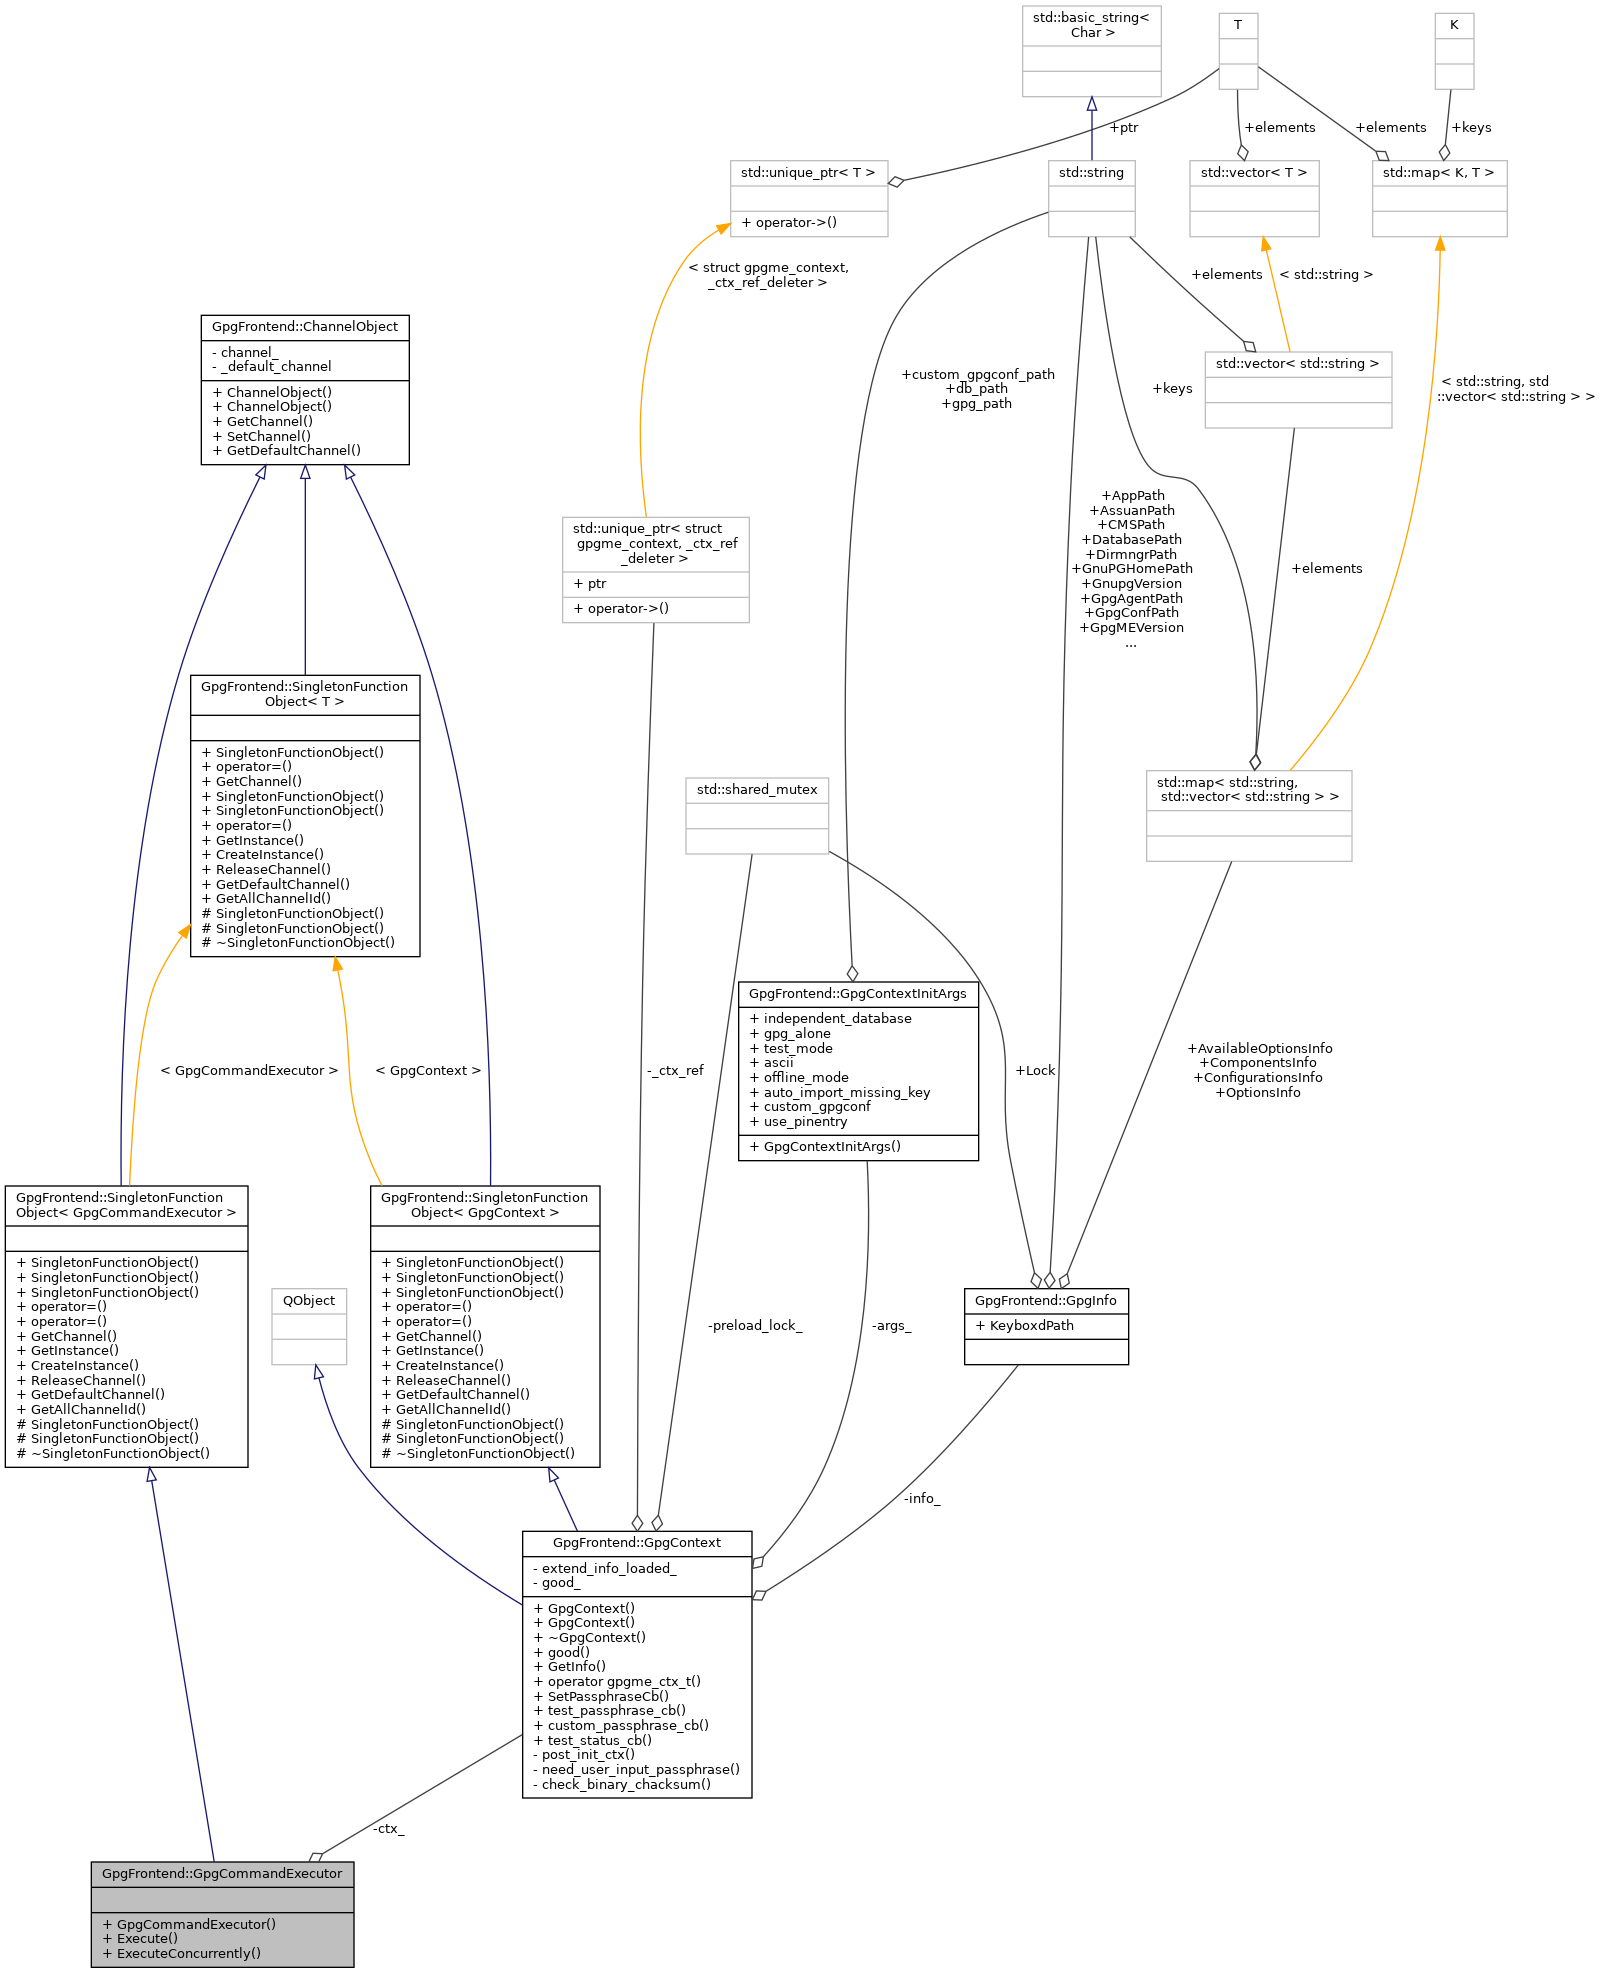 std::basic_string<
Char >
T
K
+ptr
+elements
+elements
+keys
std::unique_ptr< T >
+ operator->()
std::string
std::vector< T >
std::map< K, T >
< struct gpgme_context,
_ctx_ref_deleter >
+elements
< std::string >
GpgFrontend::ChannelObject
- channel_
- _default_channel
+ ChannelObject()
+ ChannelObject()
+ GetChannel()
+ SetChannel()
+ GetDefaultChannel()
+custom_gpgconf_path
+db_path
+gpg_path
+keys
std::vector< std::string >
< std::string, std
::vector< std::string > >
std::unique_ptr< struct
gpgme_context, _ctx_ref
_deleter >
+ ptr
+ operator->()
+AppPath
+AssuanPath
+CMSPath
+DatabasePath
+DirmngrPath
+GnuPGHomePath
+GnupgVersion
+GpgAgentPath
+GpgConfPath
+GpgMEVersion
...
+elements
GpgFrontend::SingletonFunction
Object< T >
+ SingletonFunctionObject()
+ operator=()
+ GetChannel()
+ SingletonFunctionObject()
+ SingletonFunctionObject()
+ operator=()
+ GetInstance()
+ CreateInstance()
+ ReleaseChannel()
+ GetDefaultChannel()
+ GetAllChannelId()
# SingletonFunctionObject()
# SingletonFunctionObject()
# ~SingletonFunctionObject()
std::shared_mutex
std::map< std::string,
std::vector< std::string > >
GpgFrontend::GpgContextInitArgs
+ independent_database
+ gpg_alone
+ test_mode
+ ascii
+ offline_mode
+ auto_import_missing_key
+ custom_gpgconf
+ use_pinentry
+ GpgContextInitArgs()
< GpgCommandExecutor >
< GpgContext >
-_ctx_ref
+Lock
+AvailableOptionsInfo
+ComponentsInfo
+ConfigurationsInfo
+OptionsInfo
GpgFrontend::SingletonFunction
Object< GpgCommandExecutor >
+ SingletonFunctionObject()
+ SingletonFunctionObject()
+ SingletonFunctionObject()
+ operator=()
+ operator=()
+ GetChannel()
+ GetInstance()
+ CreateInstance()
+ ReleaseChannel()
+ GetDefaultChannel()
+ GetAllChannelId()
# SingletonFunctionObject()
# SingletonFunctionObject()
# ~SingletonFunctionObject()
QObject
GpgFrontend::SingletonFunction
Object< GpgContext >
+ SingletonFunctionObject()
+ SingletonFunctionObject()
+ SingletonFunctionObject()
+ operator=()
+ operator=()
+ GetChannel()
+ GetInstance()
+ CreateInstance()
+ ReleaseChannel()
+ GetDefaultChannel()
+ GetAllChannelId()
# SingletonFunctionObject()
# SingletonFunctionObject()
# ~SingletonFunctionObject()
-preload_lock_
-args_
GpgFrontend::GpgInfo
+ KeyboxdPath
-info_
GpgFrontend::GpgContext
- extend_info_loaded_
- good_
+ GpgContext()
+ GpgContext()
+ ~GpgContext()
+ good()
+ GetInfo()
+ operator gpgme_ctx_t()
+ SetPassphraseCb()
+ test_passphrase_cb()
+ custom_passphrase_cb()
+ test_status_cb()
- post_init_ctx()
- need_user_input_passphrase()
- check_binary_chacksum()
-ctx_
GpgFrontend::GpgCommandExecutor
+ GpgCommandExecutor()
+ Execute()
+ ExecuteConcurrently()